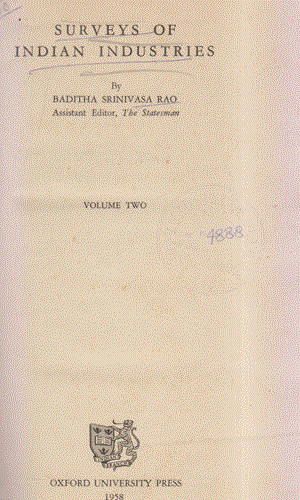 SURVEYS OF
INDIAN INDUSTRIES
By
BADITHA SRINIVASA RAO
Assistant Editor, The Statesman
VOLUME TWO
4888
OXFORD UNIVERSITY PRESS
1958